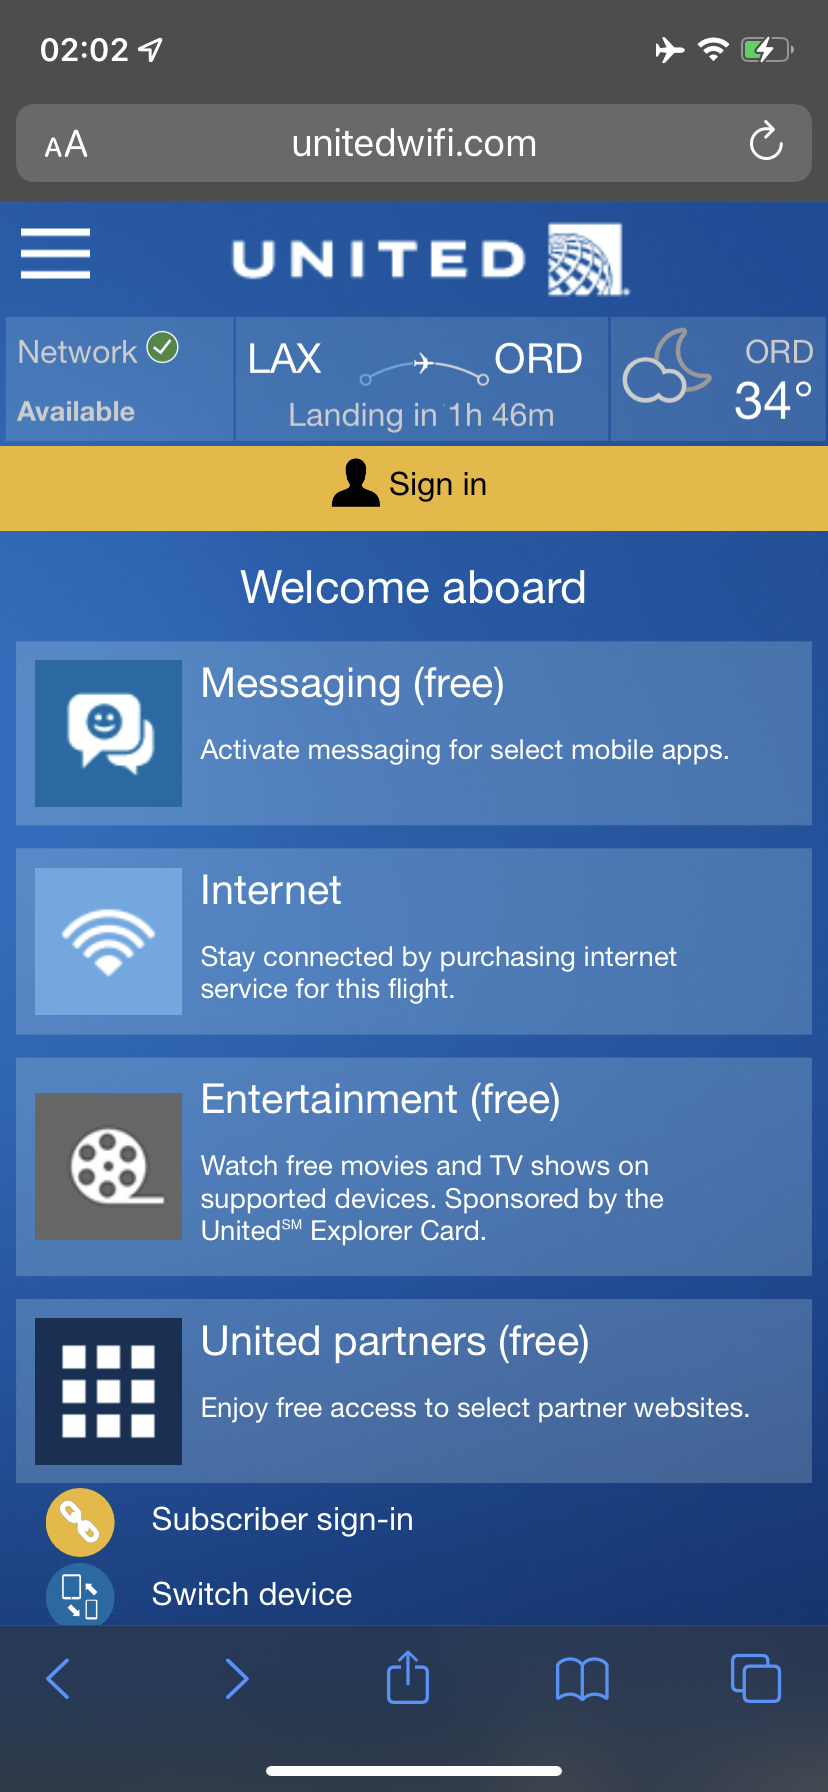 02:02
AA
unitedwifi.com
UNITED
Network
Available
LAX
ORD
Landing in 1h 46m
ORD
34°
Sign in
Welcome aboard
Messaging (free)
Activate messaging for select mobile apps.
Internet
Stay connected by purchasing internet
service for this flight.
Entertainment (free)
Watch free movies and TV shows on
supported devices. Sponsored by the
United℠ Explorer Card.
United partners (free)
Enjoy free access to select partner websites.
Subscriber sign-in
Switch device